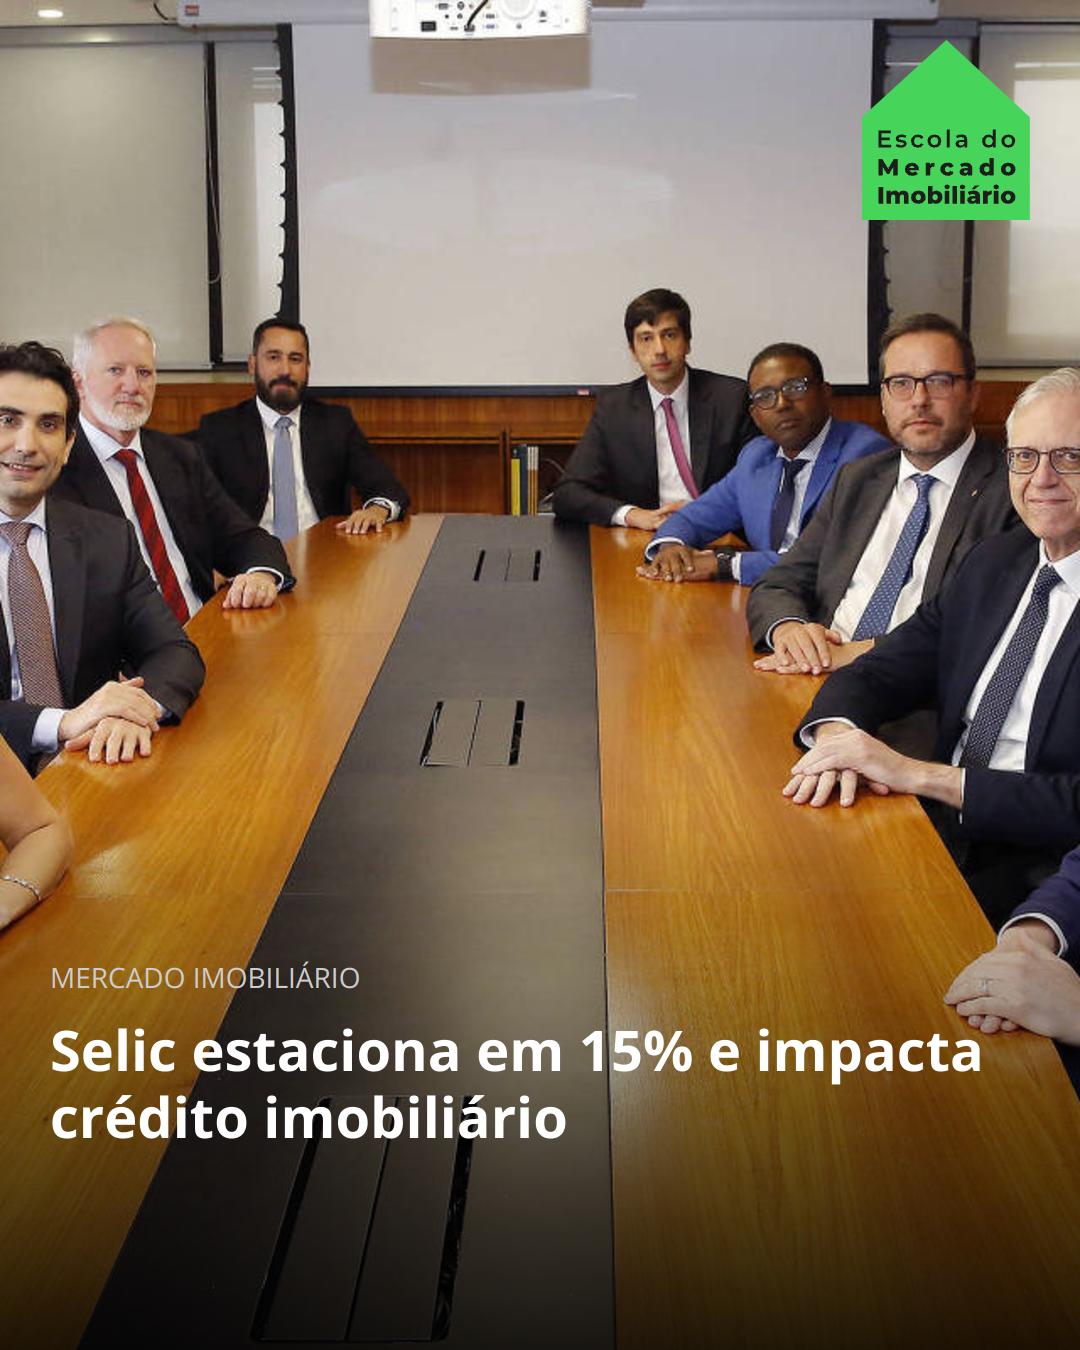 Escola do
Mercado
Imobiliário
MERCADO IMOBILIÁRIO
Selic estaciona em 15% e impacta
crédito imobiliário